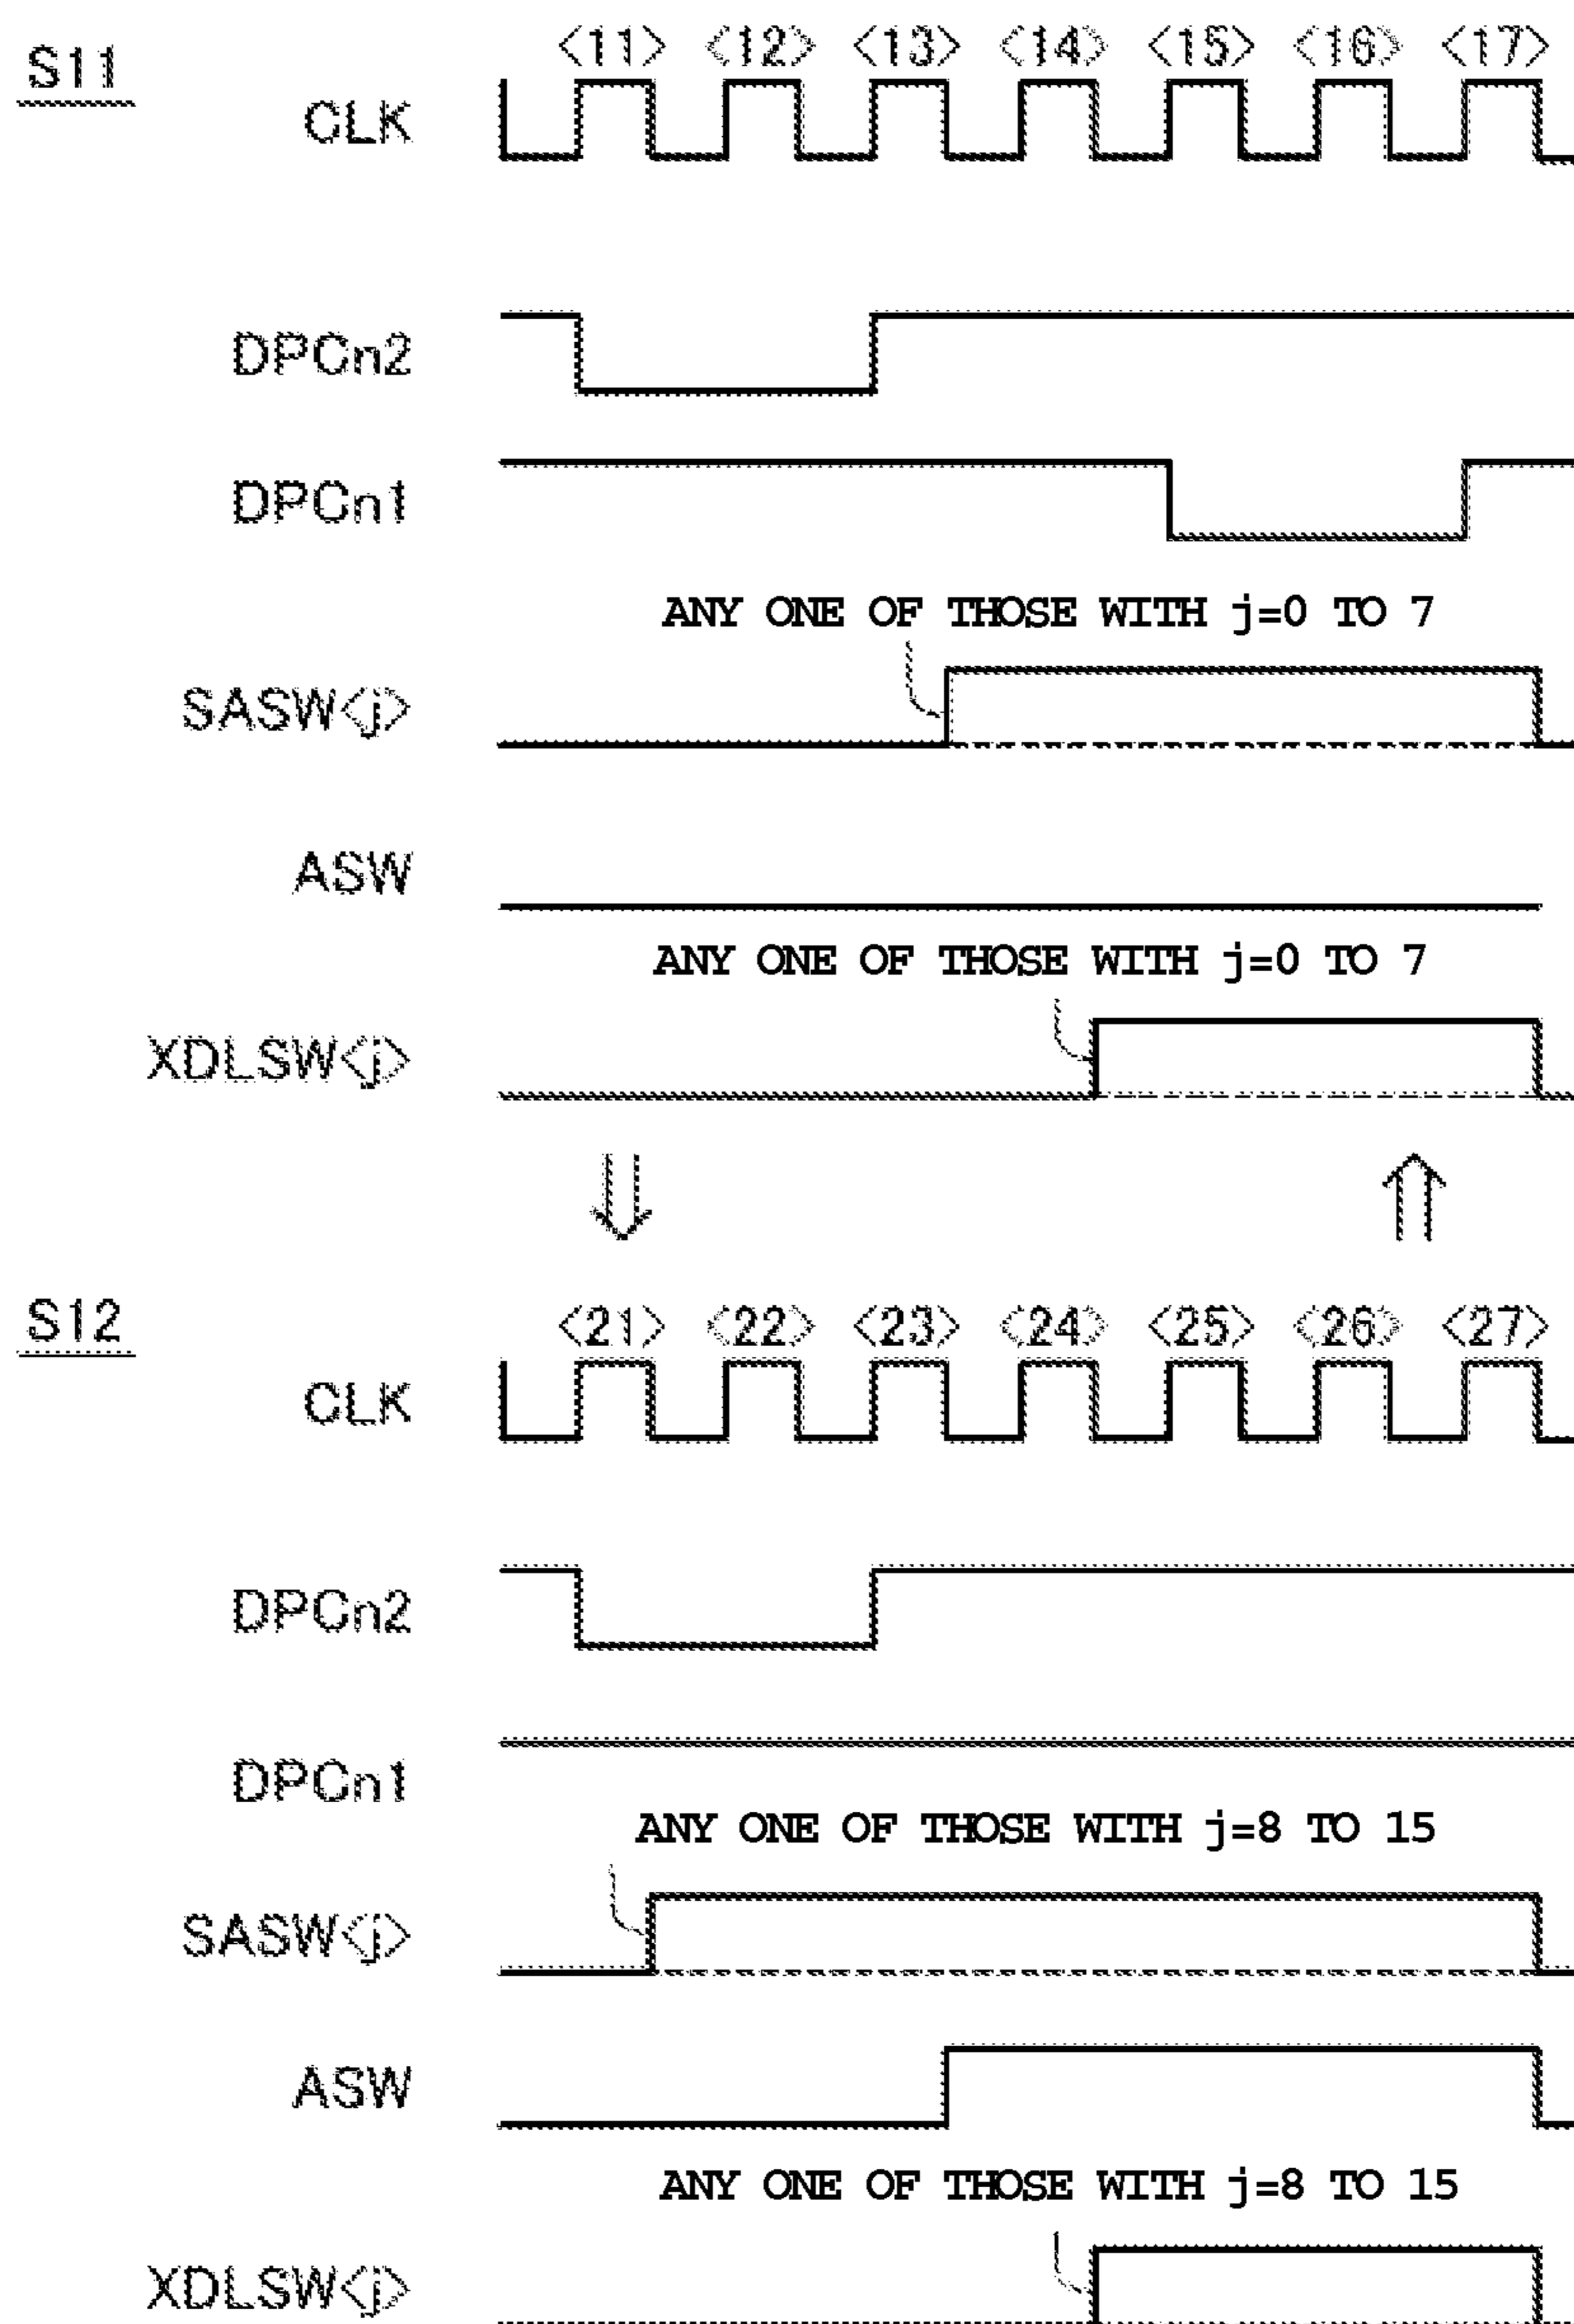 S11
<11> <12> <13> <14> <15> <16> <17>
CLK
DPCn2
DPCn1
ANY ONE OF THOSE WITH j=0 TO 7
SASW<j>
ASW
ANY ONE OF THOSE WITH j=0 TO 7
XDLSW<j>
S12
<21> <22> <23> <24> <25> <26> <27>
CLK
DPCn2
DPCn1
ANY ONE OF THOSE WITH j=8 TO 15
SASW<j>
ASW
ANY ONE OF THOSE WITH j=8 TO 15
XDLSW<j>